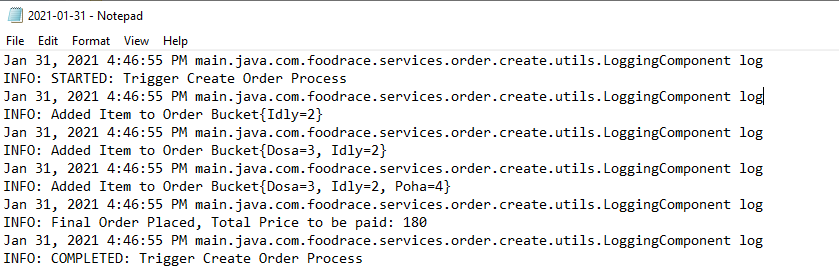 2021-01-31 - Notepad
File Edit Format View Help
Jan 31, 2021 4:46:55 PM main.java.com.foodrace.services.order.create.utils.LoggingComponent log
INFO: STARTED: Trigger Create Order Process
Jan 31, 2021 4:46:55 PM main.java.com.foodrace.services.order.create.utils.LoggingComponent log
INFO: Added Item to Order Bucket{Idly=2}
Jan 31, 2021 4:46:55 PM main.java.com.foodrace.services.order.create.utils.LoggingComponent log
INFO: Added Item to Order Bucket{Dosa=3, Idly=2}
Jan 31, 2021 4:46:55 PM main.java.com.foodrace.services.order.create.utils.LoggingComponent log
INFO: Added Item to Order Bucket{Dosa=3, Idly=2, Poha=4}
Jan 31, 2021 4:46:55 PM main.java.com.foodrace.services.order.create.utils.LoggingComponent log
INFO: Final Order Placed, Total Price to be paid: 180
Jan 31, 2021 4:46:55 PM main.java.com.foodrace.services.order.create.utils.LoggingComponent log
INFO: COMPLETED: Trigger Create Order Process